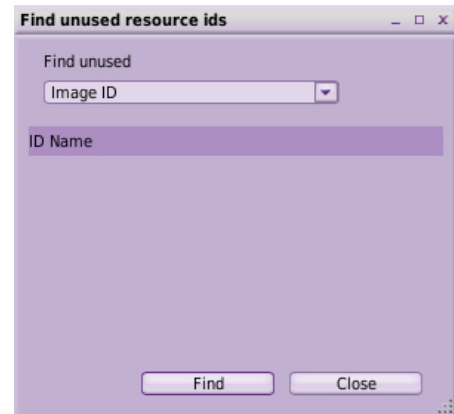 Find unused resource ids
Find unused
Image ID
ID Name
Find
Close